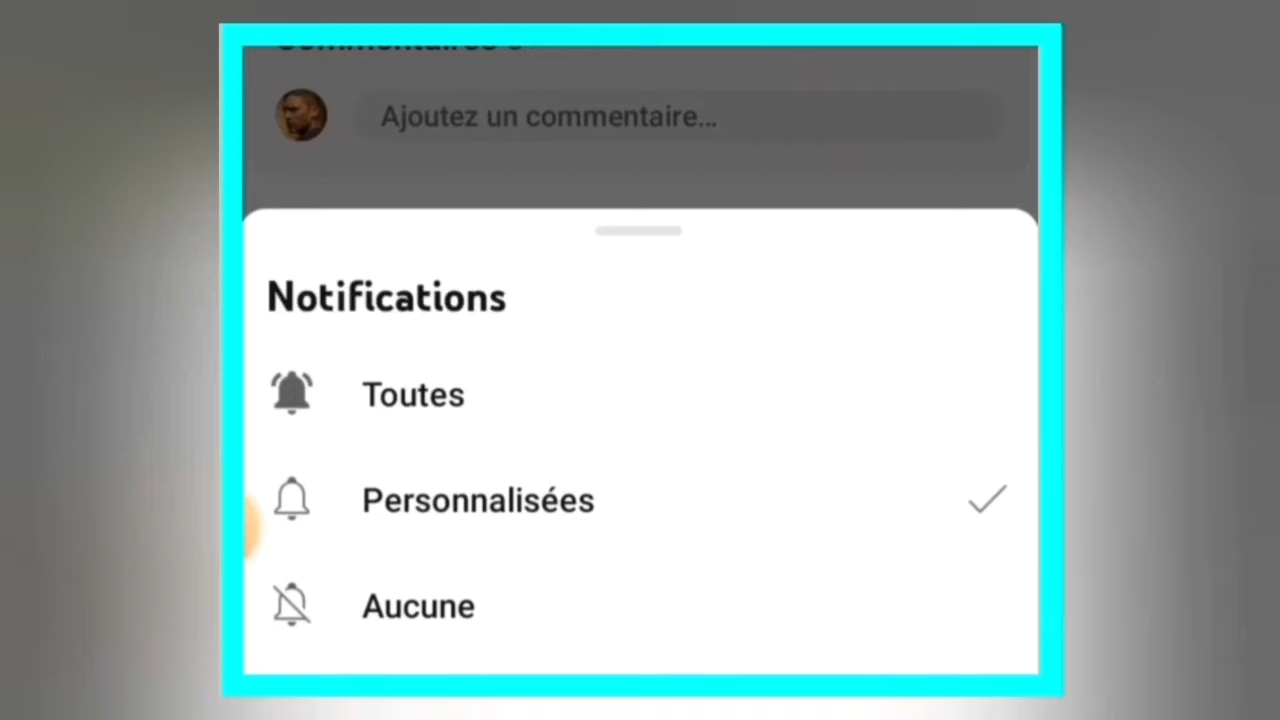 Ajoutez un commentaire...
Notifications
Toutes
Personnalisées
Aucune